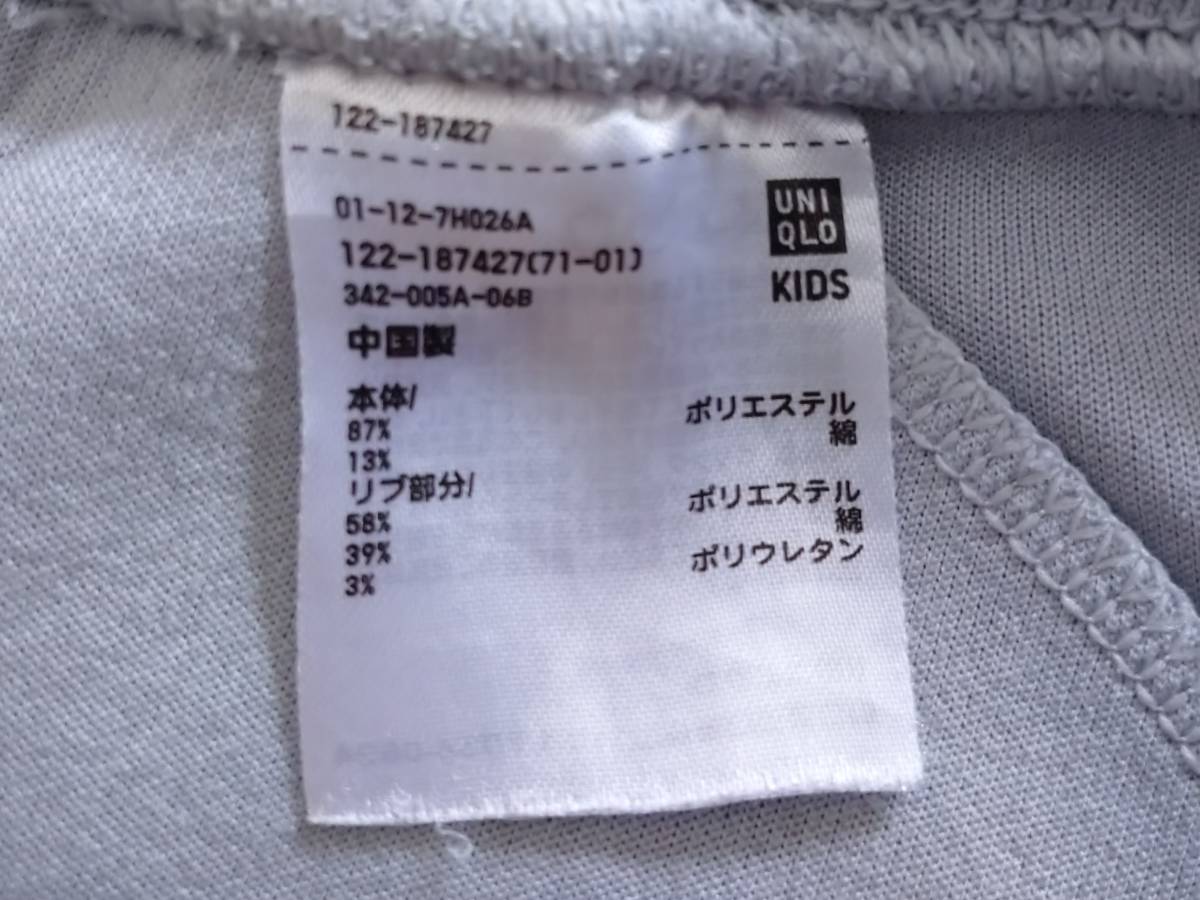 122-187427
01-12-7H026A
122-187427(71-01)
342-005A-06B
UNI
QLO
KIDS
中国製
本体/
87% ポリエステル
13% 綿
リブ部分/
58% ポリエステル
39% 綿
3% ポリウレタン